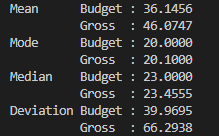 Mean      Budget : 36.1456
          Gross  : 46.0747
Mode      Budget : 20.0000
          Gross  : 20.1000
Median    Budget : 23.0000
          Gross  : 23.4555
Deviation Budget : 39.9695
          Gross  : 66.2938